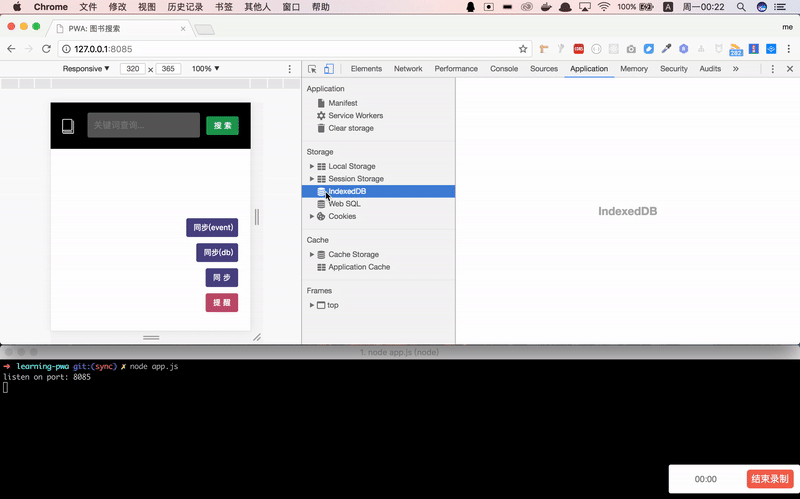 Chrome 文件 修改 视图 历史记录 书签 其他人 窗口 帮助 100% 周一00:22
PWA: 图书搜索 me
127.0.0.1:8085
Responsive ▼ 320 × 365 100% ▼ Elements Network Performance Console Sources Application Memory Security Audits »
Application
Manifest
Service Workers
Clear storage
Storage
Local Storage
Session Storage
IndexedDB
Web SQL
Cookies
Cache
Cache Storage
Application Cache
Frames
top
IndexedDB
关键词查询... 搜 索
同步(event)
同步(db)
同 步
提 醒
1. node app.js (node)
➜ learning-pwa git:(sync) ✗ node app.js
listen on port: 8085
00:00 结束录制